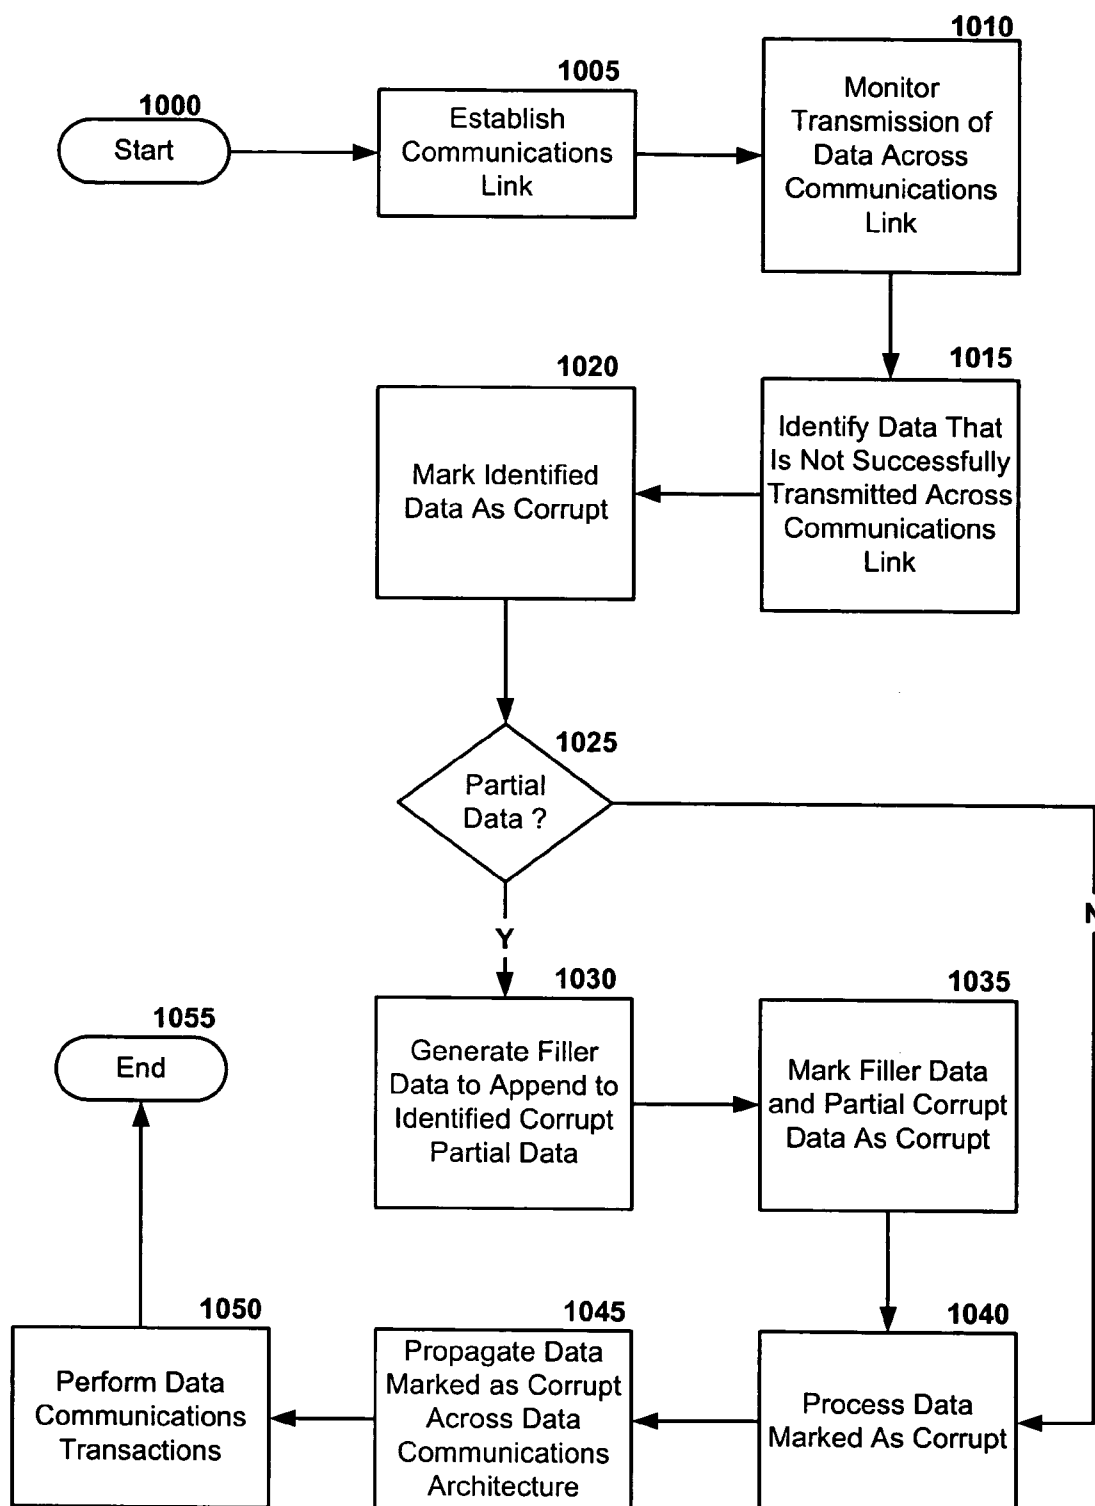 1000
Start
1005
Establish
Communications
Link
1010
Monitor
Transmission of
Data Across
Communications
Link
1015
Identify Data That
Is Not Successfully
Transmitted Across
Communications
Link
1020
Mark Identified
Data As Corrupt
1025
Partial
Data ?
N
Y
1030
Generate Filler
Data to Append to
Identified Corrupt
Partial Data
1035
Mark Filler Data
and Partial Corrupt
Data As Corrupt
1040
Process Data
Marked As Corrupt
1045
Propagate Data
Marked as Corrupt
Across Data
Communications
Architecture
1050
Perform Data
Communications
Transactions
1055
End